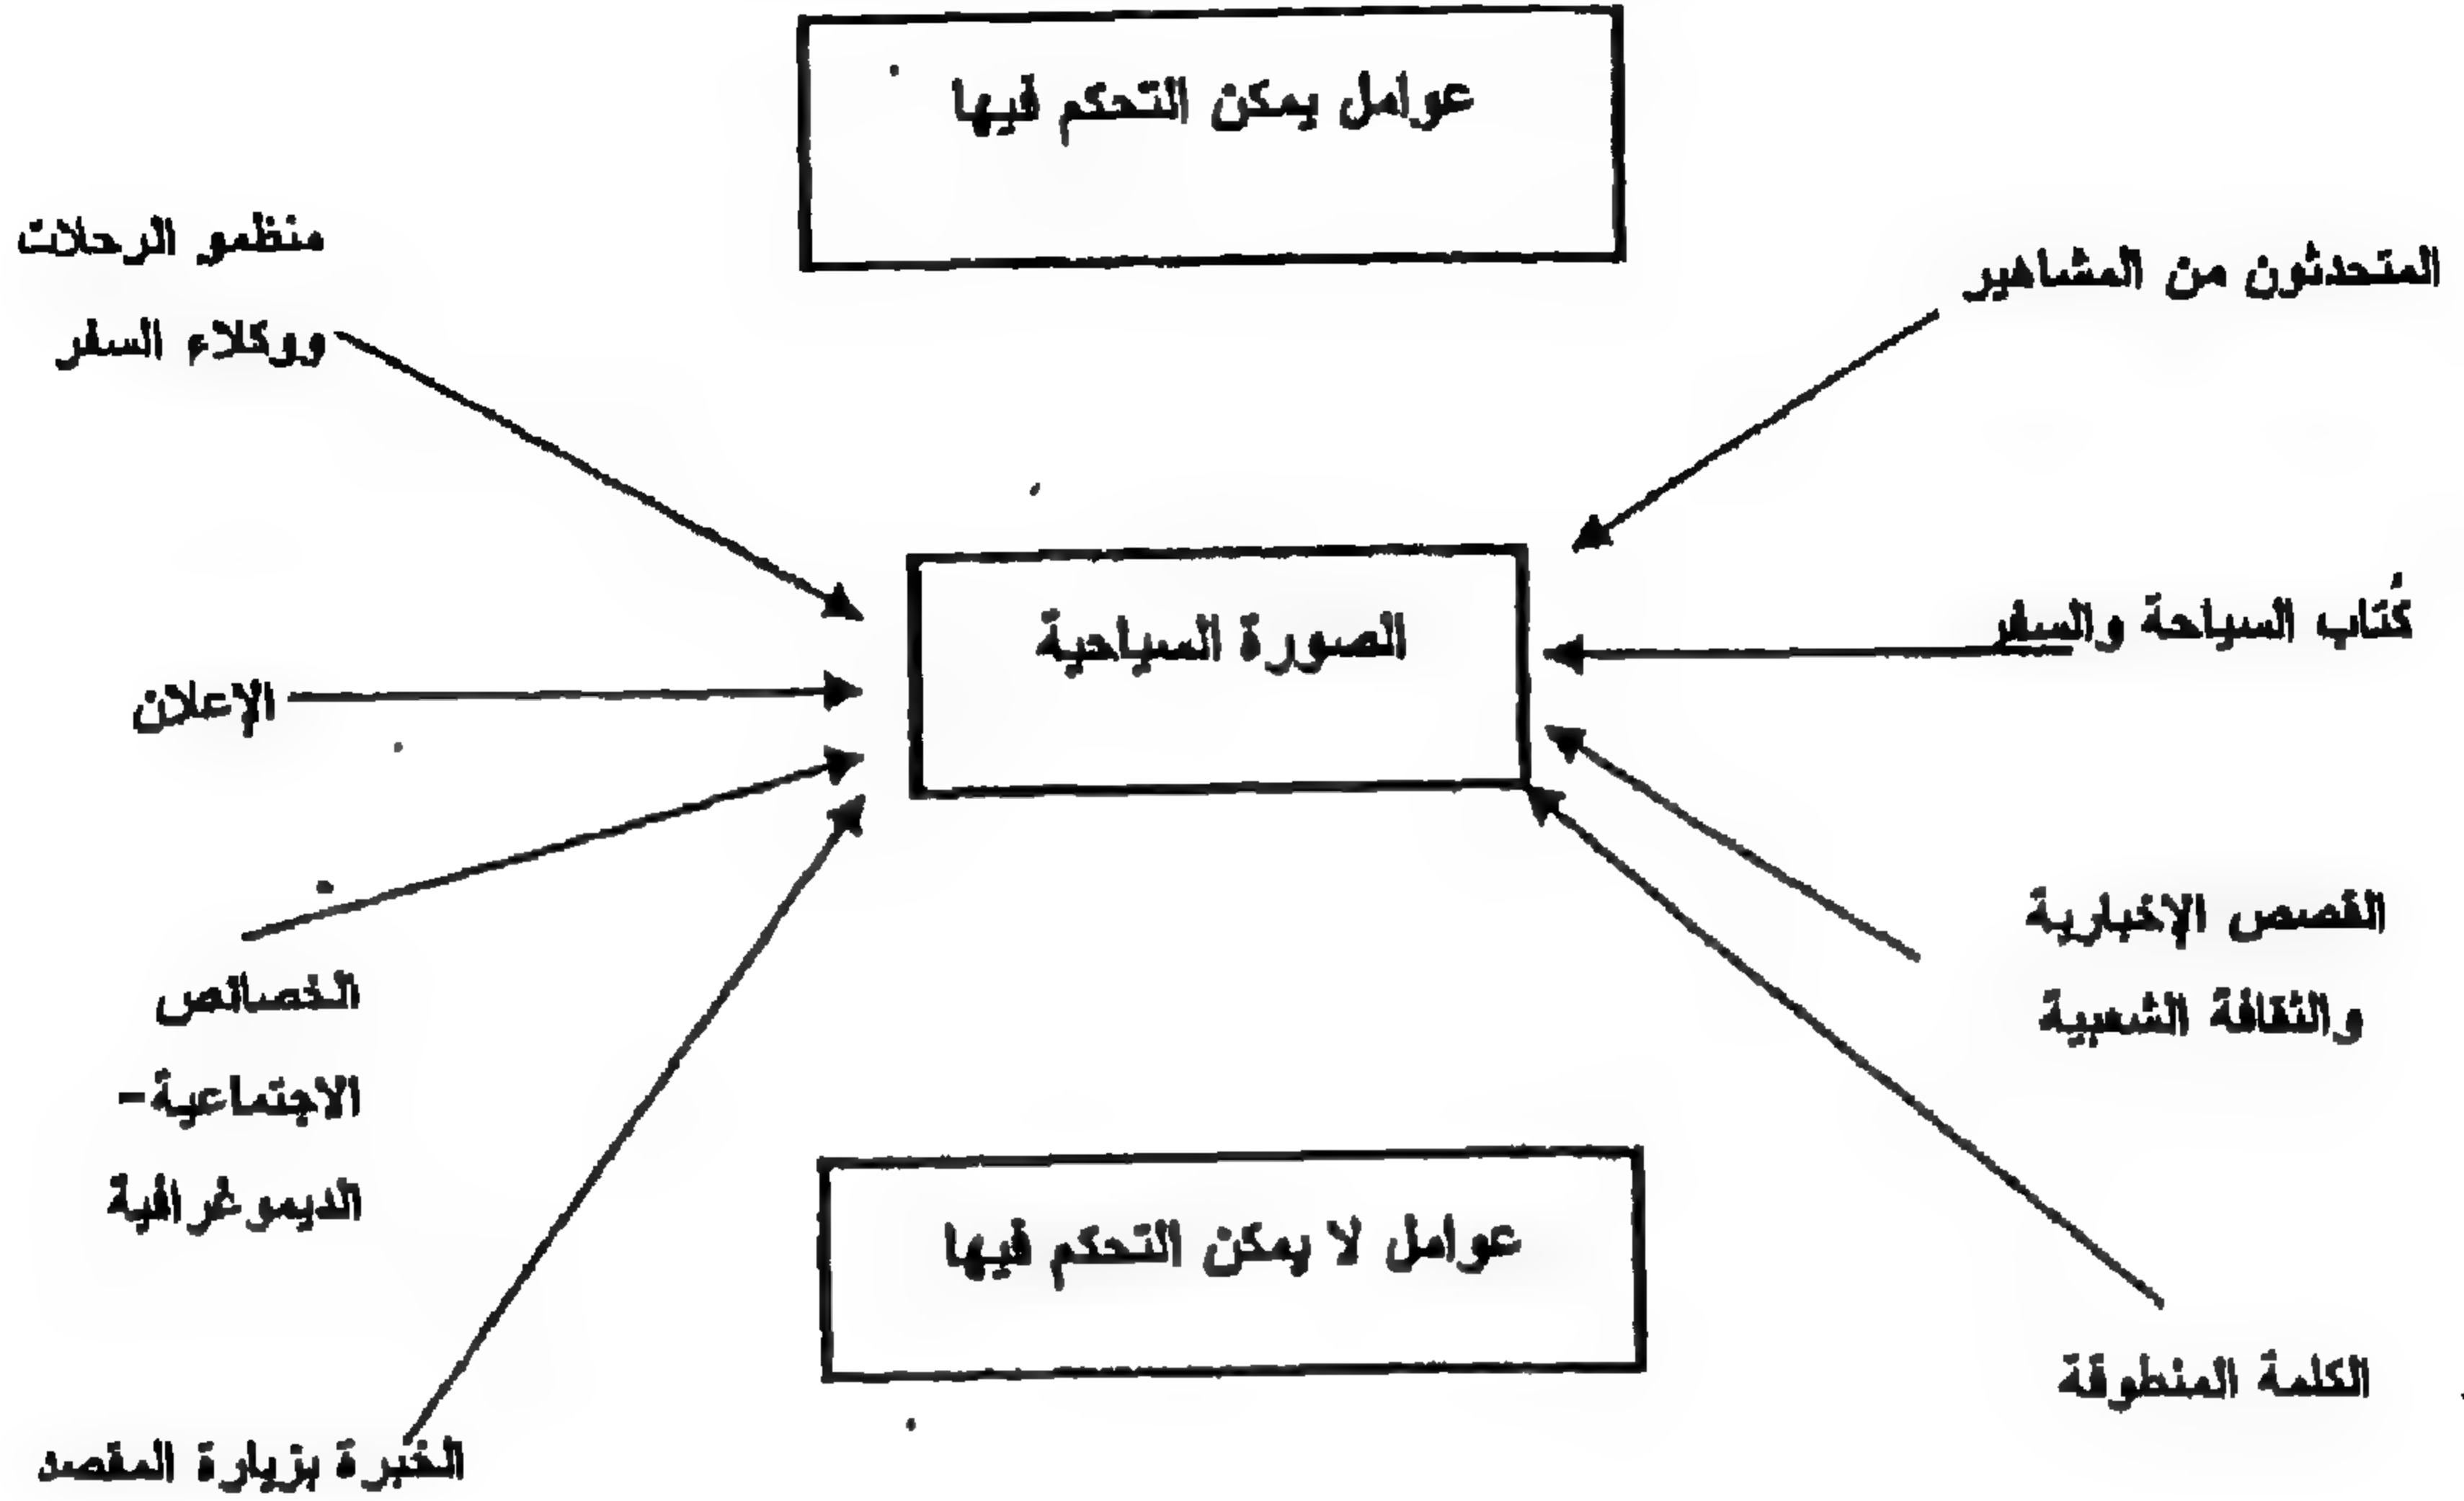 عوامل يمكن التحكم فيها
المتحدثون من المشاهير
منظمو الرحلات
ووكلاء السفر
الصورة السياحية
كُتاب السياحة والسفر
الإعلان
القصص الإخبارية
والثقافة الشعبية
الخصائص
الاجتماعية-
الديموغرافية
عوامل لا يمكن التحكم فيها
الكلمة المنطوقة
الخبرة بزيارة المقصد